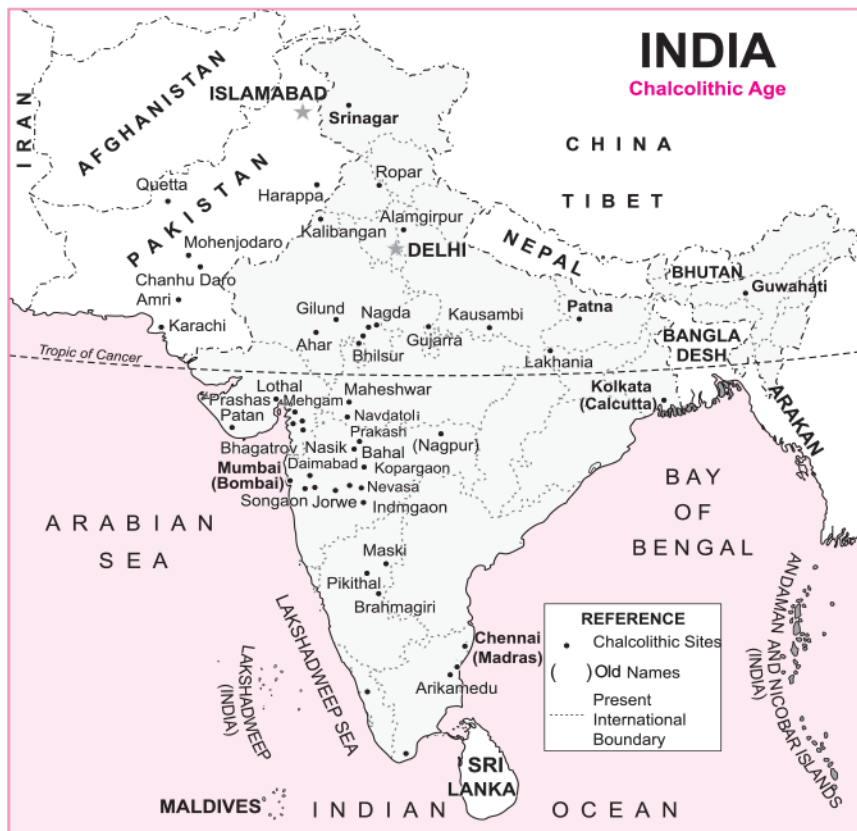 INDIA
Chalcolithic Age
IRAN
AFGHANISTAN
ISLAMABAD
Srinagar
CHINA
TIBET
PAKISTAN
Quetta
Harappa
Ropar
Kalibangan
Alamgirpur
DELHI
NEPAL
BHUTAN
Guwahati
Mohenjodaro
Chanhu Daro
Amri
Karachi
Gilund
Nagda
Kausambi
Patna
Ahar
Bhilsur
Gujarra
Lakhania
BANGLA
DESH
Tropic of Cancer
Lothal
Prashas
Patan
Mehgam
Maheshwar
Kolkata
(Calcutta)
ARAKAN
Navdatoli
Prakash
Bhagatrov
Nasik
Bahal
(Nagpur)
Mumbai
(Bombai)
Daimabad
Kopargaon
Nevasa
Songaon
Jorwe
Indmgaon
ARABIAN
SEA
BAY
OF
BENGAL
Maski
Pikithal
Brahmagiri
Chennai
(Madras)
Arikamedu
LAKSHADWEEP
(INDIA)
LAKSHADWEEP SEA
ANDAMAN AND NICOBAR ISLANDS
(INDIA)
REFERENCE
Chalcolithic Sites
( ) Old Names
Present
International
Boundary
SRI
LANKA
MALDIVES
INDIAN OCEAN